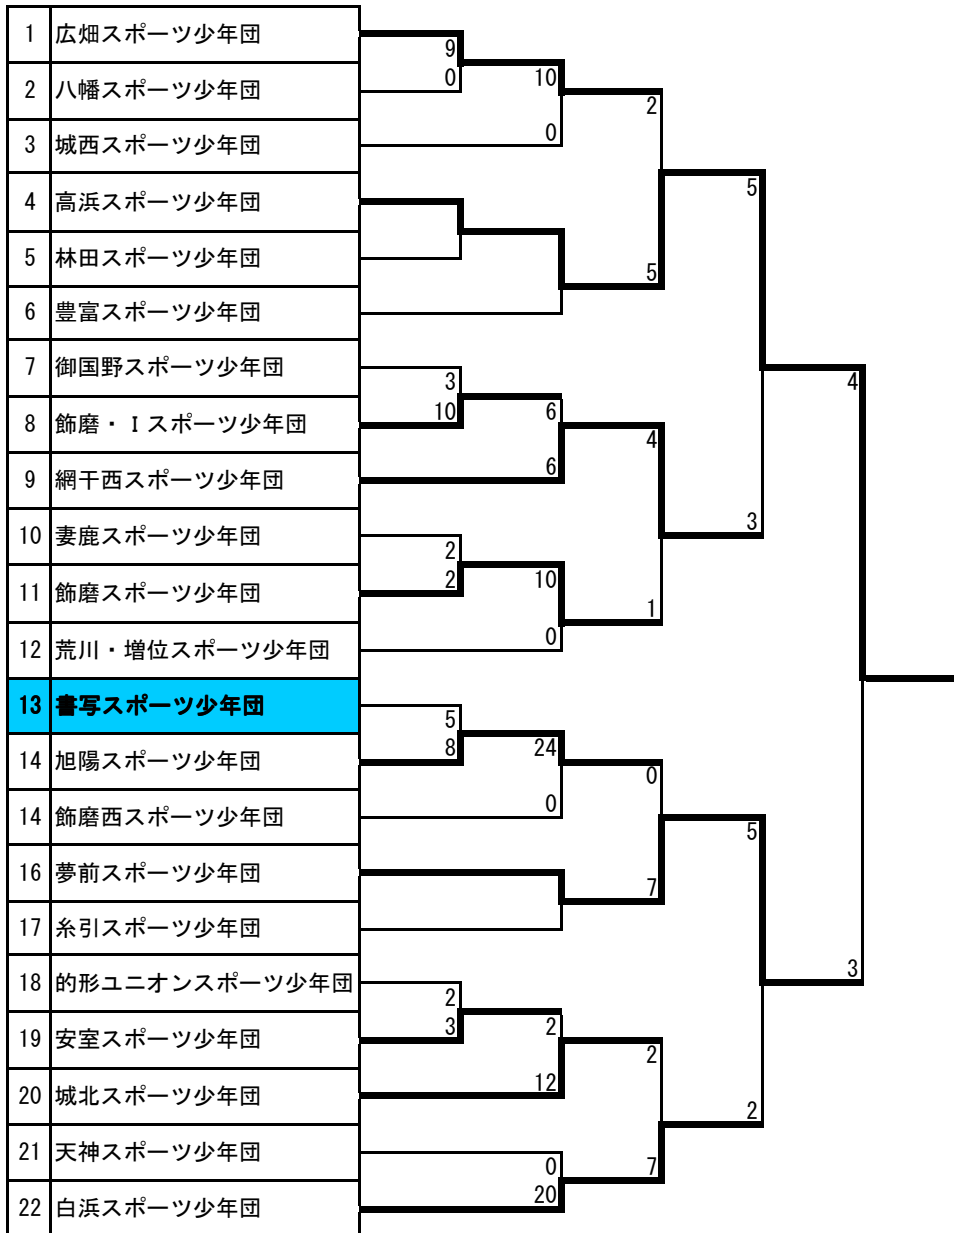 1 広畑スポーツ少年団
9
2 八幡スポーツ少年団
0
10
2
3 城西スポーツ少年団
0
4 高浜スポーツ少年団
5
5 林田スポーツ少年団
5
6 豊富スポーツ少年団
7 御国野スポーツ少年団
3
4
8 飾磨・Ｉスポーツ少年団
10
6
4
9 網干西スポーツ少年団
6
10 妻鹿スポーツ少年団
2
3
11 飾磨スポーツ少年団
2
10
1
12 荒川・増位スポーツ少年団
0
13 書写スポーツ少年団
5
14 旭陽スポーツ少年団
8
24
0
14 飾磨西スポーツ少年団
0
5
16 夢前スポーツ少年団
7
17 糸引スポーツ少年団
18 的形ユニオンスポーツ少年団
2
3
19 安室スポーツ少年団
3
2
2
20 城北スポーツ少年団
12
2
21 天神スポーツ少年団
0
7
22 白浜スポーツ少年団
20